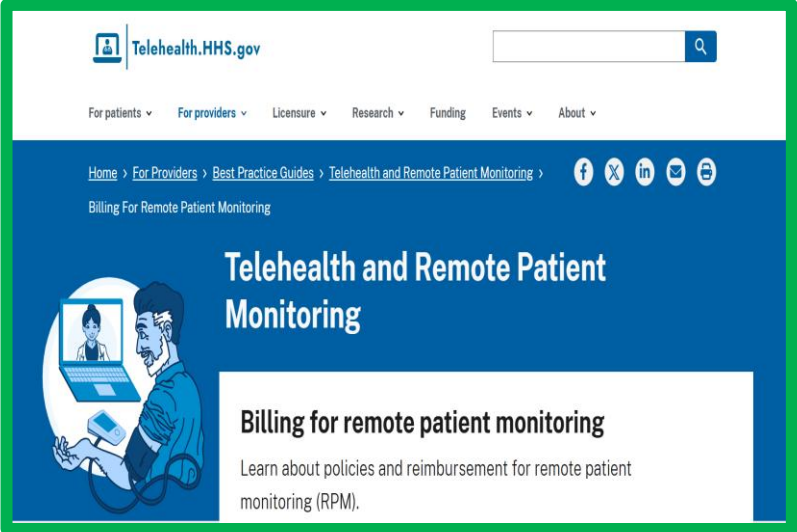 Telehealth.HHS.gov
For patients For providers Licensure Research Funding Events About
Home > For Providers > Best Practice Guides > Telehealth and Remote Patient Monitoring >
Billing For Remote Patient Monitoring
Telehealth and Remote Patient
Monitoring
Billing for remote patient monitoring
Learn about policies and reimbursement for remote patient
monitoring (RPM).